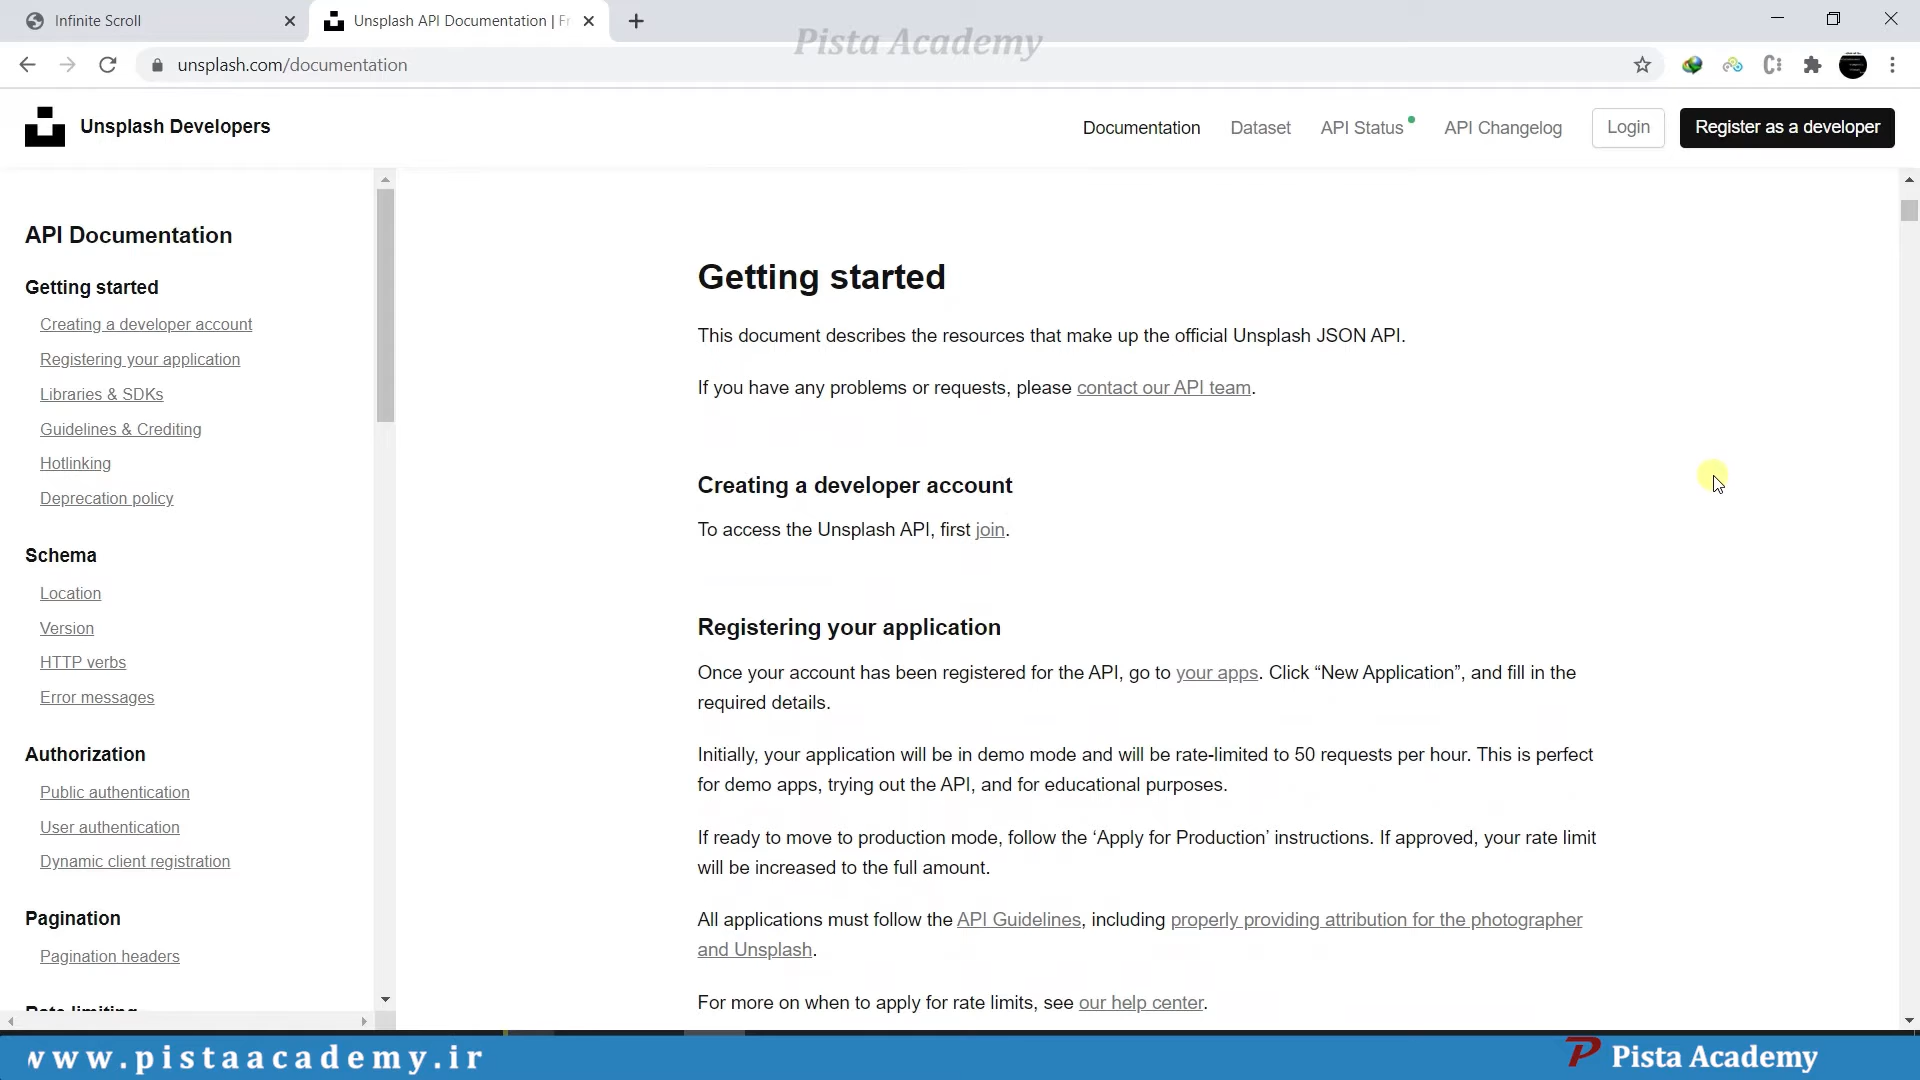 Infinite Scroll
Unsplash API Documentation | Fr
Pista Academy
unsplash.com/documentation
Unsplash Developers
Documentation
Dataset
API Status
API Changelog
Login
Register as a developer
API Documentation
Getting started
Creating a developer account
Registering your application
Libraries & SDKs
Guidelines & Crediting
Hotlinking
Deprecation policy
Schema
Location
Version
HTTP verbs
Error messages
Authorization
Public authentication
User authentication
Dynamic client registration
Pagination
Pagination headers
Rate limiting
Getting started
This document describes the resources that make up the official Unsplash JSON API.
If you have any problems or requests, please contact our API team.
Creating a developer account
To access the Unsplash API, first join.
Registering your application
Once your account has been registered for the API, go to your apps. Click “New Application”, and fill in the
required details.
Initially, your application will be in demo mode and will be rate-limited to 50 requests per hour. This is perfect
for demo apps, trying out the API, and for educational purposes.
If ready to move to production mode, follow the ‘Apply for Production’ instructions. If approved, your rate limit
will be increased to the full amount.
All applications must follow the API Guidelines, including properly providing attribution for the photographer
and Unsplash.
For more on when to apply for rate limits, see our help center.
www.pistaacademy.ir
P Pista Academy